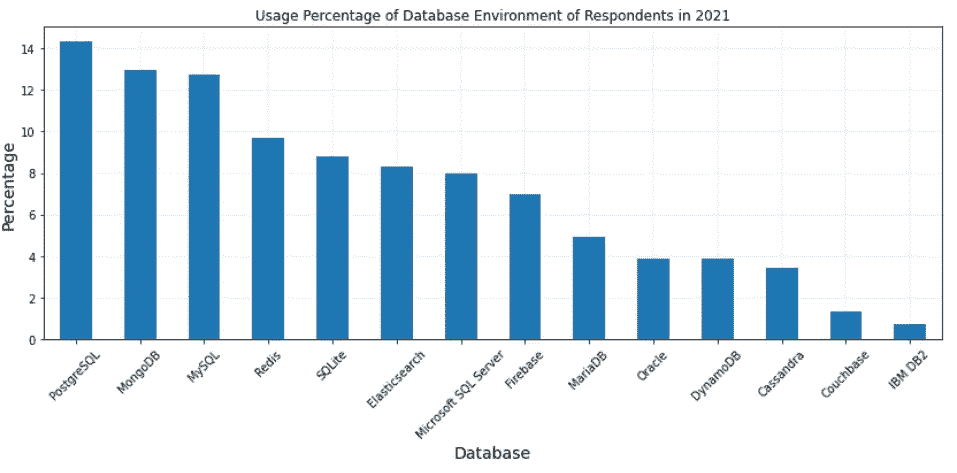 Usage Percentage of Database Environment of Respondents in 2021
Percentage
14
12
10
8
6
4
2
0
PostgreSQL
MongoDB
MySQL
Redis
SQLite
Elasticsearch
Microsoft SQL Server
Firebase
MariaDB
Oracle
DynamoDB
Cassandra
Couchbase
IBM DB2
Database